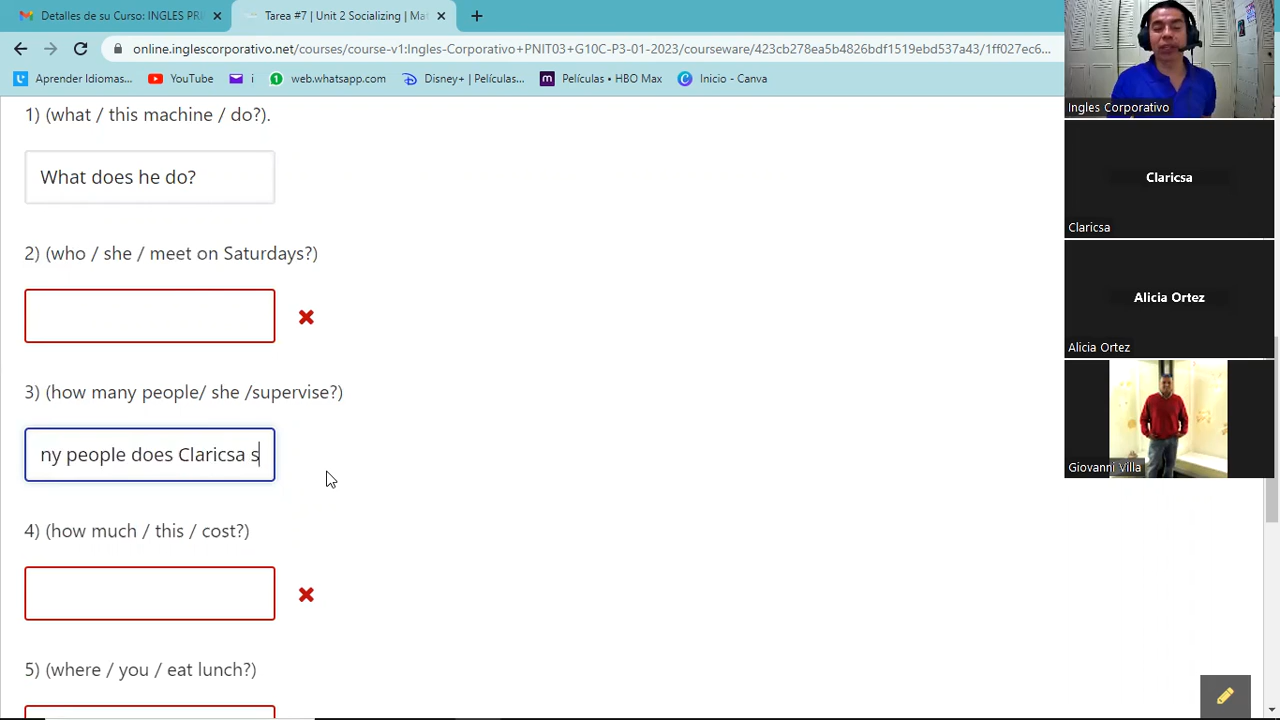 Detalles de su Curso: INGLES PRI
Tarea #7 | Unit 2 Socializing | M
online.inglescorporativo.net/courses/course-v1:Ingles-Corporativo+PNIT03+G10C-P3-01-2023/courseware/423cb273ea5b4826bdf1519ebd537a43/1ff027ec6...
Aprender Idiomas... YouTube i web.whatsapp.com Disney+ | Películas... Películas • HBO Max Inicio - Canva
1) (what / this machine / do?).
What does he do?
2) (who / she / meet on Saturdays?)
3) (how many people/ she /supervise?)
ny people does Claricsa s
4) (how much / this / cost?)
5) (where / you / eat lunch?)
Ingles Corporativo
Claricsa
Claricsa
Alicia Ortez
Alicia Ortez
Giovanni Villa